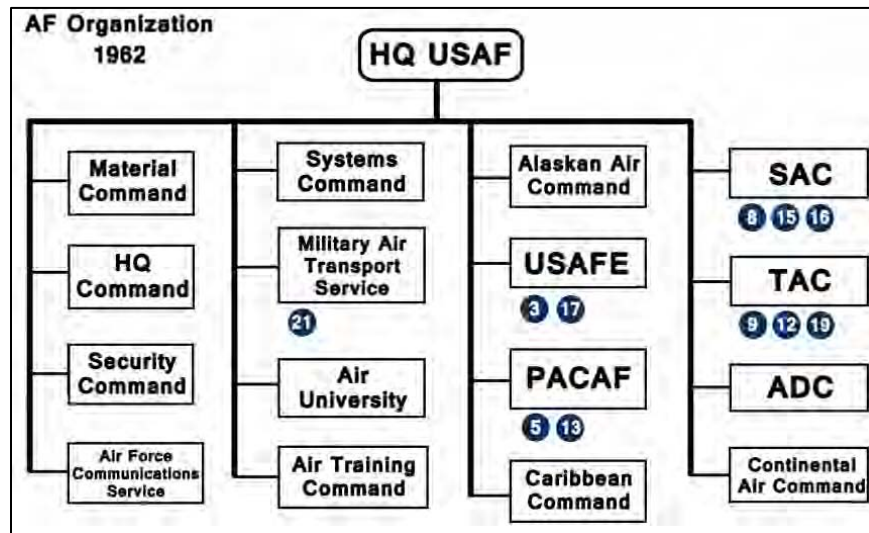 AF Organization
1962
HQ USAF
Material
Command
HQ
Command
Security
Command
Air Force
Communications
Service
Systems
Command
Military Air
Transport
Service
21
Air
University
Air Training
Command
Alaskan Air
Command
USAFE
3 17
PACAF
5 13
Caribbean
Command
SAC
8 15 16
TAC
9 12 19
ADC
Continental
Air Command